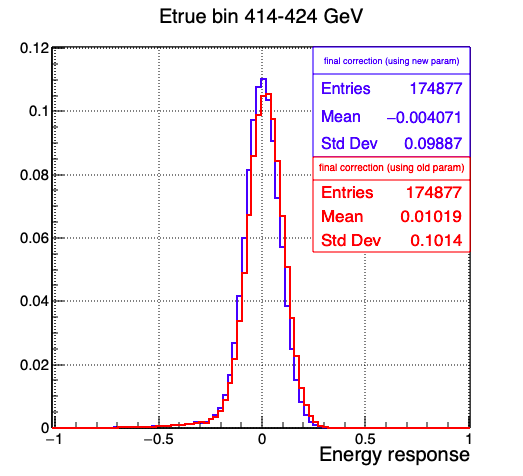 Etrue bin 414-424 GeV
0.12
0.1
0.08
0.06
0.04
0.02
0
−1
−0.5
0
0.5
1
Energy response
final correction (using new param)
Entries 174877
Mean −0.004071
Std Dev 0.09887
final correction (using old param)
Entries 174877
Mean 0.01019
Std Dev 0.1014